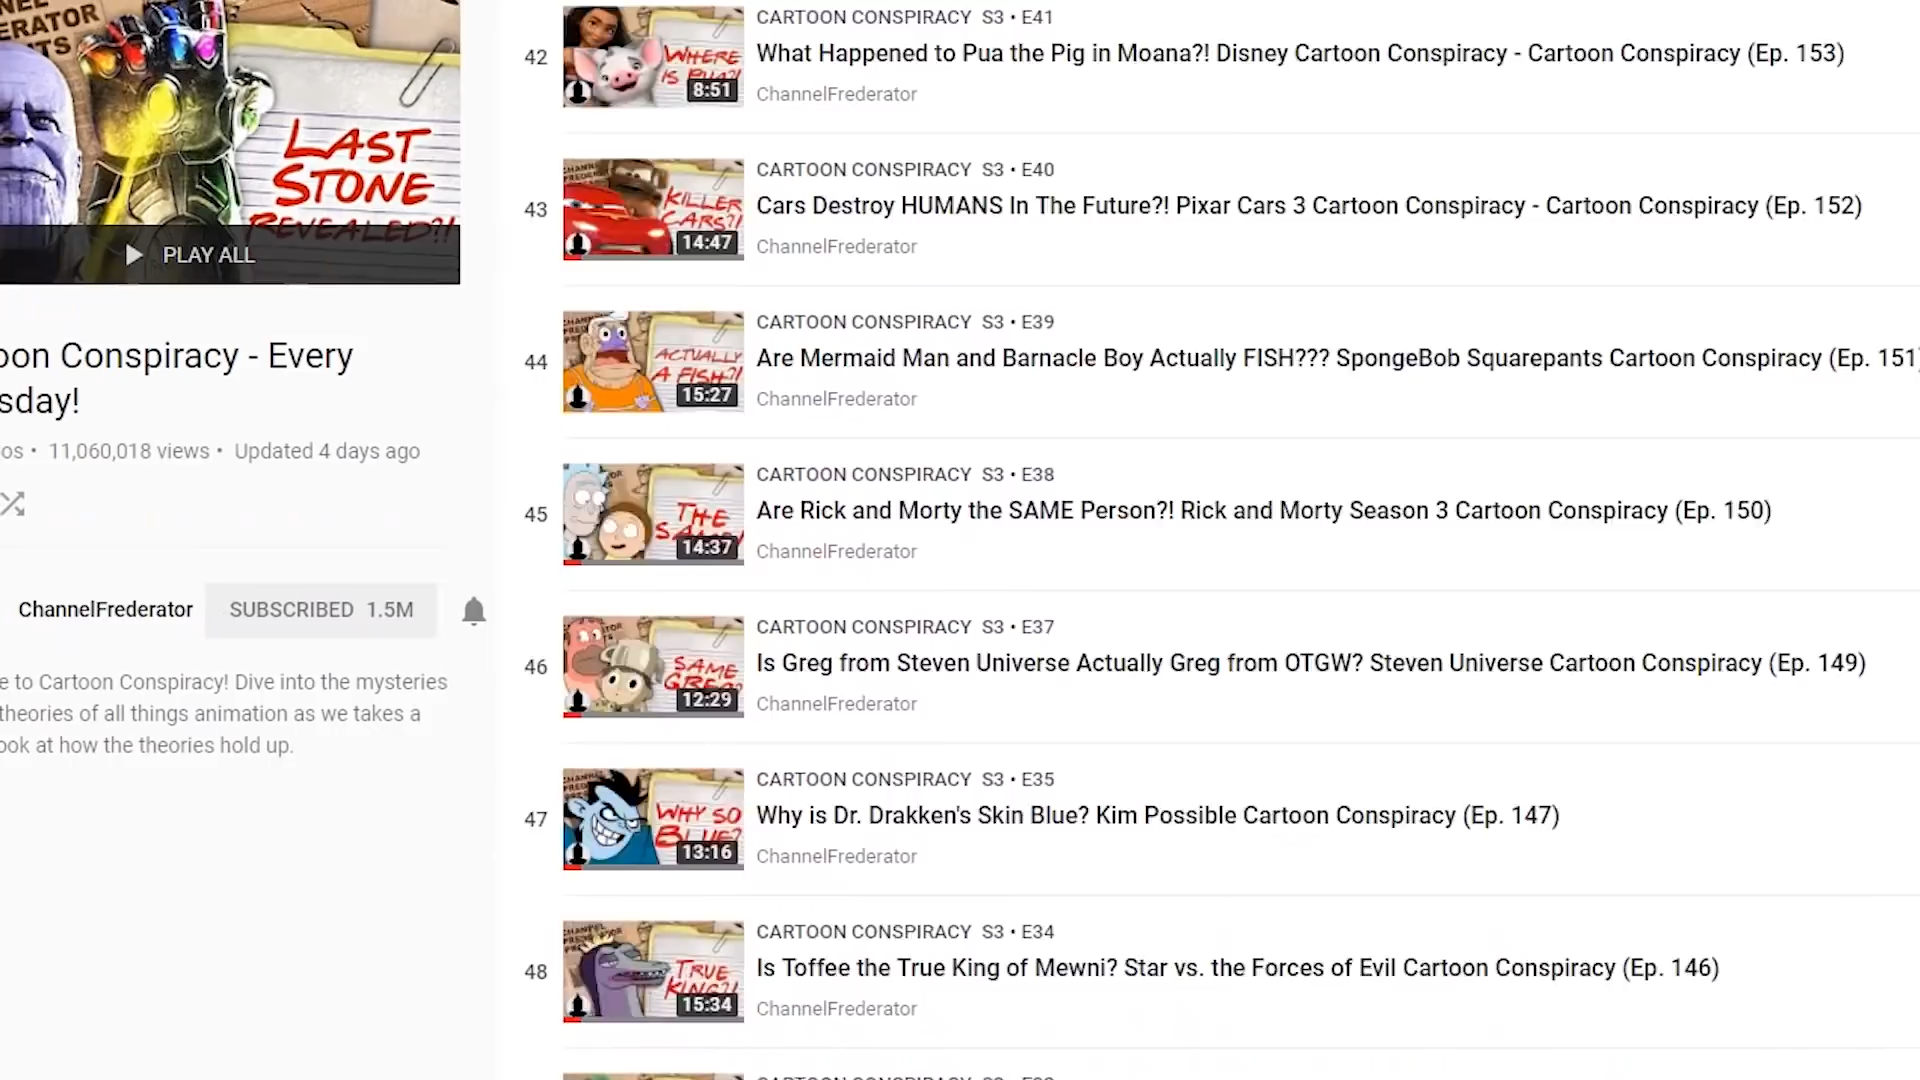 ERATOR
LAST
STONE
REVEALED?!
PLAY ALL
oon Conspiracy - Every
sday!
os • 11,060,018 views • Updated 4 days ago
ChannelFrederator
SUBSCRIBED 1.5M
e to Cartoon Conspiracy! Dive into the mysteries
theories of all things animation as we takes a
ook at how the theories hold up.
42
WHERE
IS PUA?!
8:51
CARTOON CONSPIRACY S3 • E41
What Happened to Pua the Pig in Moana?! Disney Cartoon Conspiracy - Cartoon Conspiracy (Ep. 153)
ChannelFrederator
43
KILLER
CARS?!
14:47
CARTOON CONSPIRACY S3 • E40
Cars Destroy HUMANS In The Future?! Pixar Cars 3 Cartoon Conspiracy - Cartoon Conspiracy (Ep. 152)
ChannelFrederator
44
ACTUALLY
A FISH?!
15:27
CARTOON CONSPIRACY S3 • E39
Are Mermaid Man and Barnacle Boy Actually FISH??? SpongeBob Squarepants Cartoon Conspiracy (Ep. 151)
ChannelFrederator
45
THE
14:37
CARTOON CONSPIRACY S3 • E38
Are Rick and Morty the SAME Person?! Rick and Morty Season 3 Cartoon Conspiracy (Ep. 150)
ChannelFrederator
46
SAME
GREG?
12:29
CARTOON CONSPIRACY S3 • E37
Is Greg from Steven Universe Actually Greg from OTGW? Steven Universe Cartoon Conspiracy (Ep. 149)
ChannelFrederator
47
WHY SO
BLUE?
13:16
CARTOON CONSPIRACY S3 • E35
Why is Dr. Drakken's Skin Blue? Kim Possible Cartoon Conspiracy (Ep. 147)
ChannelFrederator
48
TRUE
KING?!
15:34
CARTOON CONSPIRACY S3 • E34
Is Toffee the True King of Mewni? Star vs. the Forces of Evil Cartoon Conspiracy (Ep. 146)
ChannelFrederator